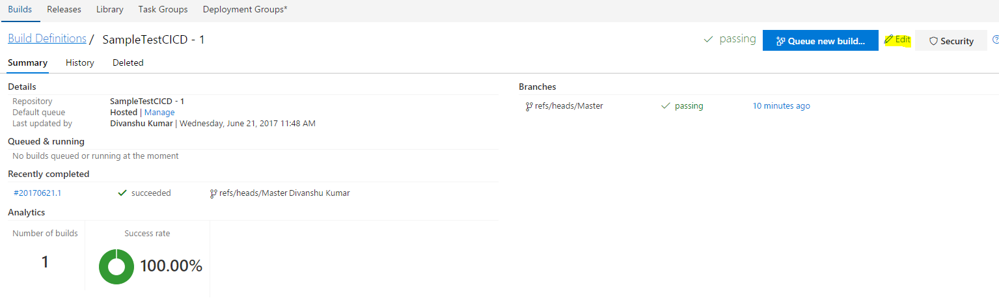 Builds Releases Library Task Groups Deployment Groups*
Build Definitions / SampleTestCICD - 1
passing Queue new build... Edit Security
Summary History Deleted
Details
Repository SampleTestCICD - 1
Default queue Hosted | Manage
Last updated by Divanshu Kumar | Wednesday, June 21, 2017 11:48 AM
Queued & running
No builds queued or running at the moment
Recently completed
#20170621.1 succeeded refs/heads/Master Divanshu Kumar
Analytics
Number of builds Success rate
1 100.00%
Branches
refs/heads/Master passing 10 minutes ago